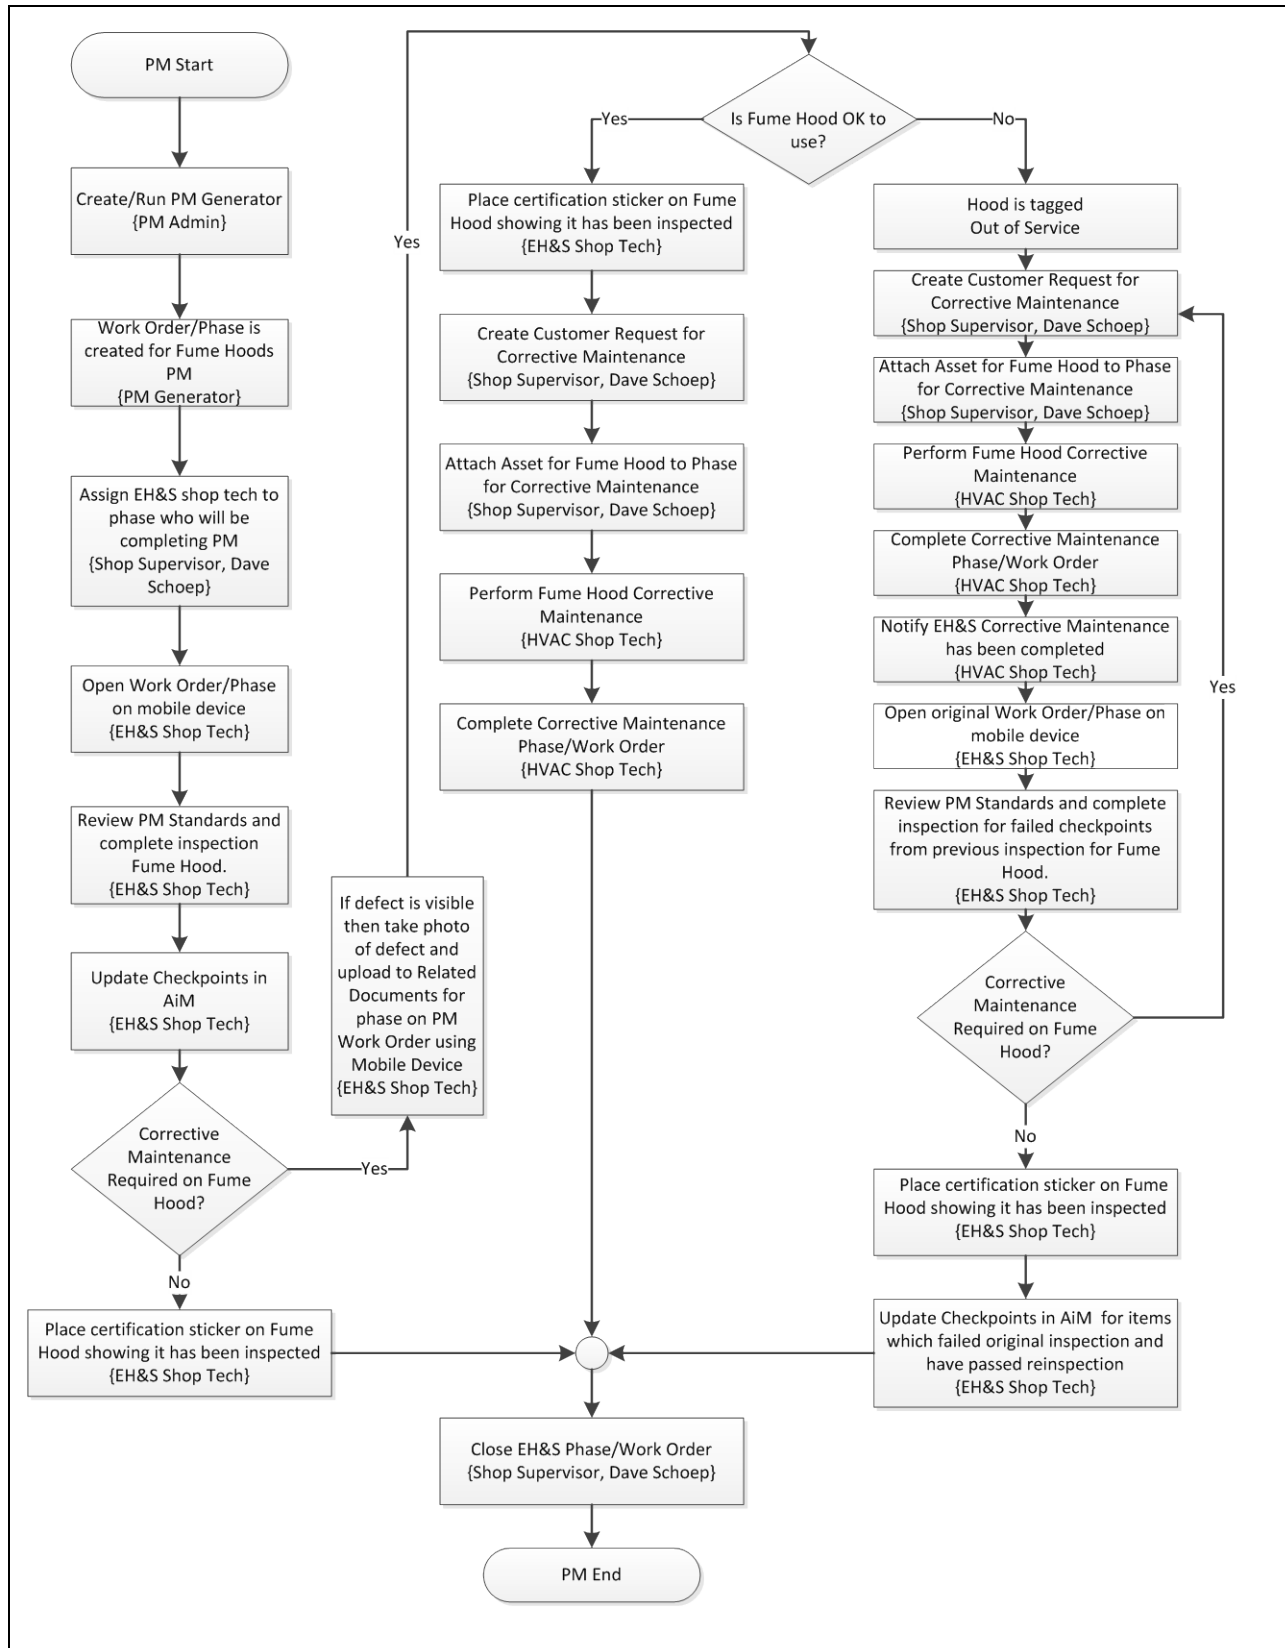 PM Start
Create/Run PM Generator
{PM Admin}
Work Order/Phase is
created for Fume Hoods
PM
{PM Generator}
Assign EH&S shop tech to
phase who will be
completing PM
{Shop Supervisor, Dave
Schoep}
Open Work Order/Phase
on mobile device
{EH&S Shop Tech}
Review PM Standards and
complete inspection
Fume Hood.
{EH&S Shop Tech}
Update Checkpoints in
AiM
{EH&S Shop Tech}
Corrective
Maintenance
Required on Fume
Hood?
No
Place certification sticker on Fume
Hood showing it has been inspected
{EH&S Shop Tech}
Yes
If defect is visible
then take photo
of defect and
upload to Related
Documents for
phase on PM
Work Order using
Mobile Device
{EH&S Shop Tech}
Yes
Is Fume Hood OK to
use?
Yes
Place certification sticker on Fume
Hood showing it has been inspected
{EH&S Shop Tech}
Create Customer Request for
Corrective Maintenance
{Shop Supervisor, Dave Schoep}
Attach Asset for Fume Hood to Phase
for Corrective Maintenance
{Shop Supervisor, Dave Schoep}
Perform Fume Hood Corrective
Maintenance
{HVAC Shop Tech}
Complete Corrective Maintenance
Phase/Work Order
{HVAC Shop Tech}
No
Hood is tagged
Out of Service
Create Customer Request for
Corrective Maintenance
{Shop Supervisor, Dave Schoep}
Attach Asset for Fume Hood to Phase
for Corrective Maintenance
{Shop Supervisor, Dave Schoep}
Perform Fume Hood Corrective
Maintenance
{HVAC Shop Tech}
Complete Corrective Maintenance
Phase/Work Order
{HVAC Shop Tech}
Notify EH&S Corrective Maintenance
has been completed
{HVAC Shop Tech}
Open original Work Order/Phase on
mobile device
{EH&S Shop Tech}
Review PM Standards and complete
inspection for failed checkpoints
from previous inspection for Fume
Hood.
{EH&S Shop Tech}
Corrective
Maintenance
Required on Fume
Hood?
Yes
No
Place certification sticker on Fume
Hood showing it has been inspected
{EH&S Shop Tech}
Update Checkpoints in AiM for items
which failed original inspection and
have passed reinspection
{EH&S Shop Tech}
Close EH&S Phase/Work Order
{Shop Supervisor, Dave Schoep}
PM End